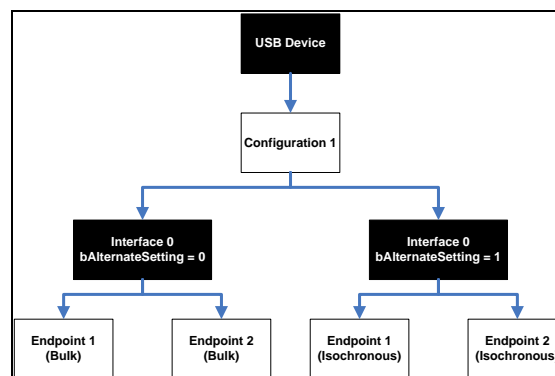 USB Device
Configuration 1
Interface 0
bAlternateSetting = 0
Interface 0
bAlternateSetting = 1
Endpoint 1
(Bulk)
Endpoint 2
(Bulk)
Endpoint 1
(Isochronous)
Endpoint 2
(Isochronous)